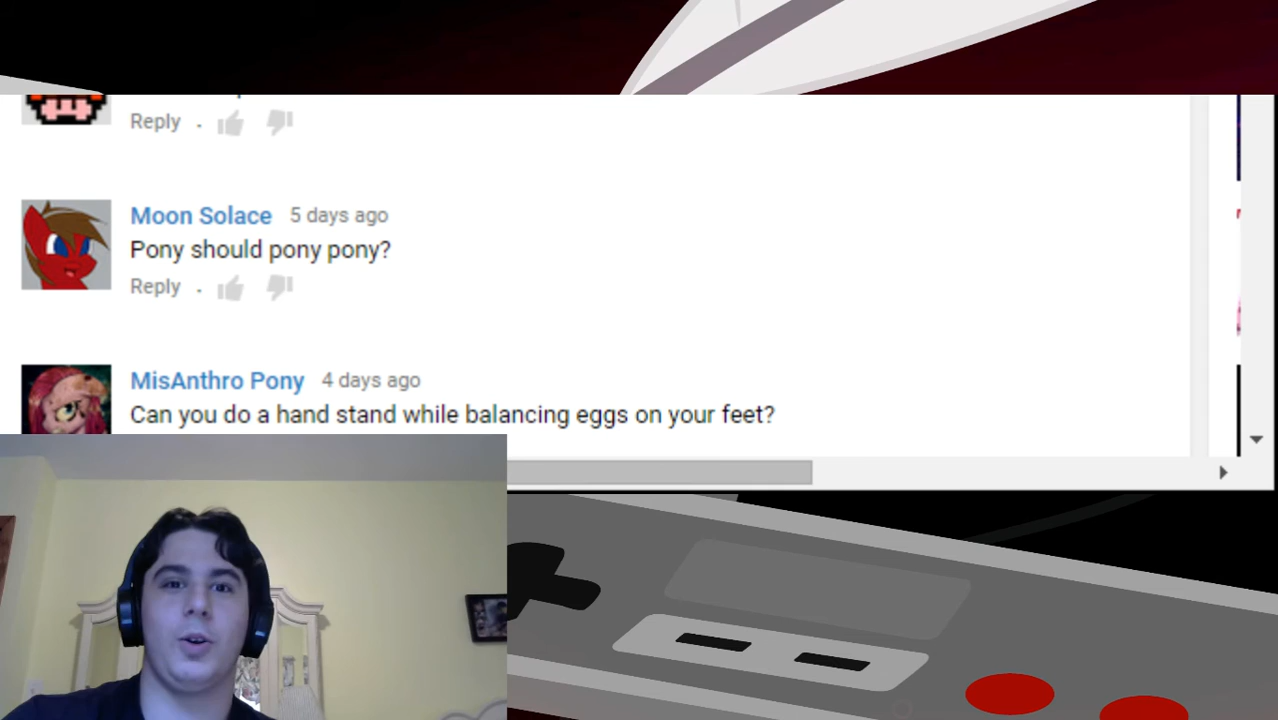 Reply .
Moon Solace 5 days ago
Pony should pony pony?
Reply .
MisAnthro Pony 4 days ago
Can you do a hand stand while balancing eggs on your feet?